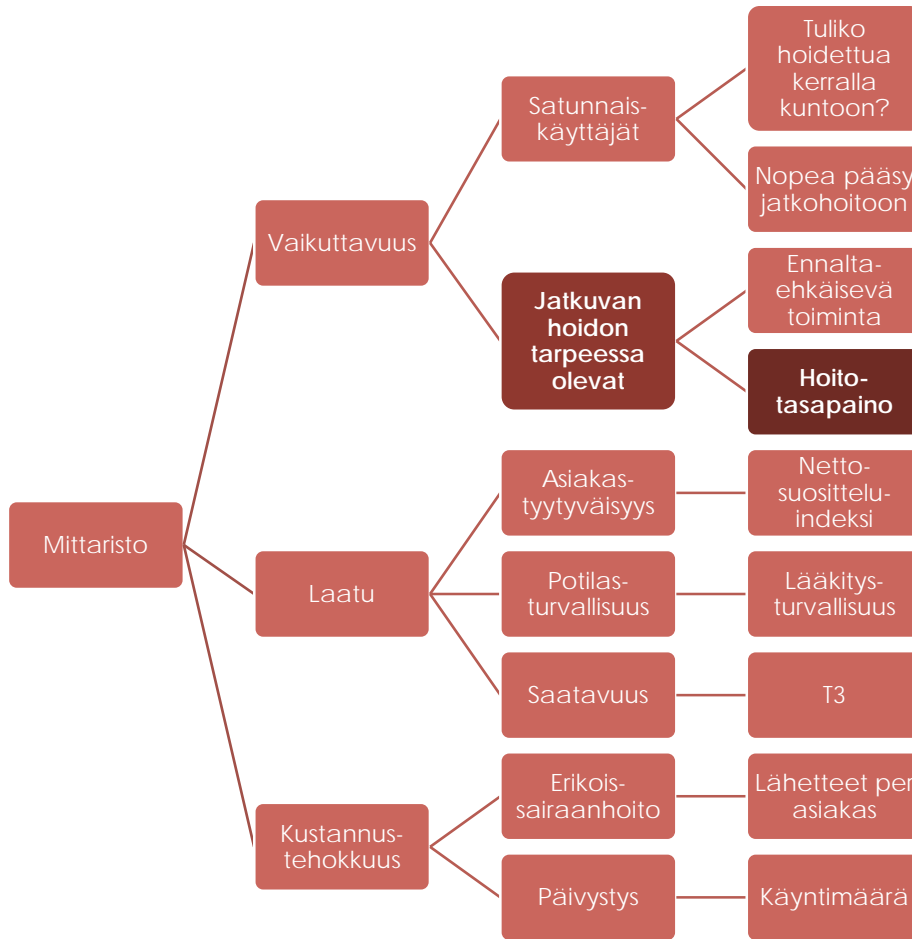 Tuliko
hoidettua
kerralla
kuntoon?
Satunnais-
käyttäjät
Nopea pääsy
jatkohoitoon
Vaikuttavuus
Ennalta-
ehkäisevä
toiminta
Jatkuvan
hoidon
tarpeessa
olevat
Hoito-
tasapaino
Mittaristo
Asiakas-
tyytyväisyys
Netto-
suosittelu-
indeksi
Laatu
Potilas-
turvallisuus
Lääkitys-
turvallisuus
Saatavuus
T3
Kustannus-
tehokkuus
Erikois-
sairaanhoito
Lähetteet per
asiakas
Päivystys
Käyntimäärä